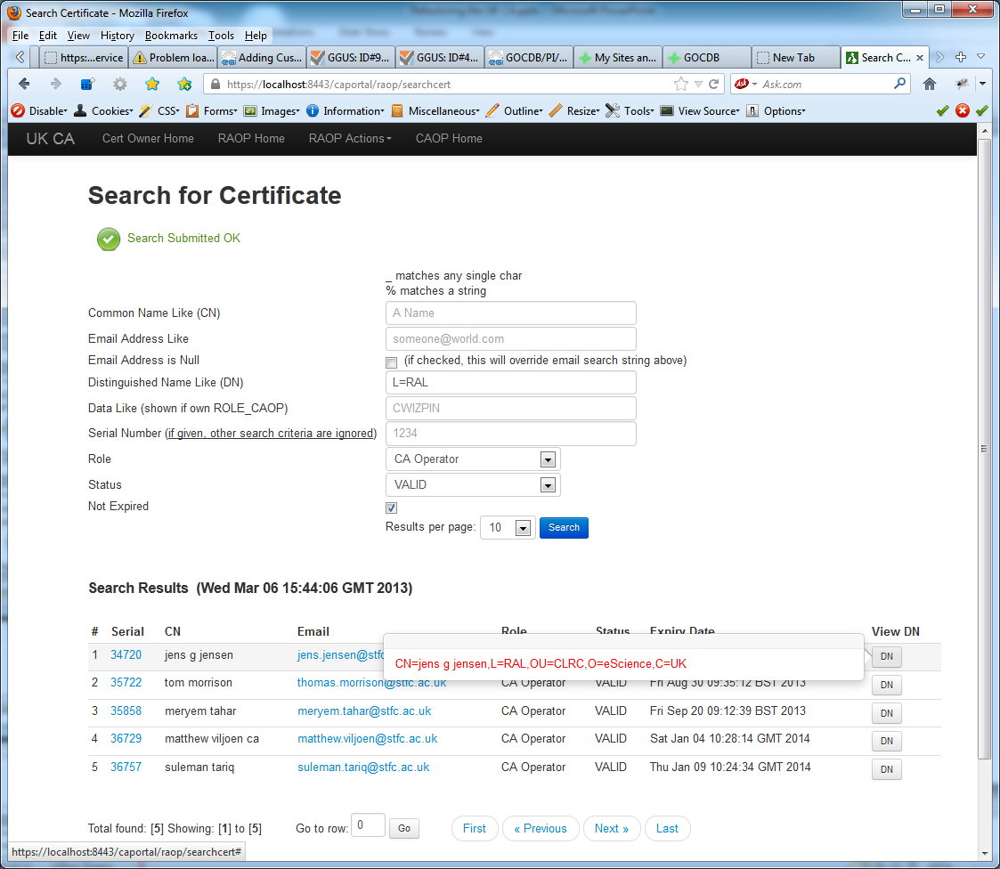 Search Certificate - Mozilla Firefox
File Edit View History Bookmarks Tools Help
https:...ervice Problem loa... Adding Cus... GGUS: ID#9... GGUS: ID#4... GOCDB/PI/... My Sites an... GOCDB New Tab Search C...
https://localhost:8443/caportal/raop/searchcert Ask Ask.com
Disable Cookies CSS Forms Images Information Miscellaneous Outline Resize Tools View Source Options
UK CA Cert Owner Home RAOP Home RAOP Actions CAOP Home
Search for Certificate
Search Submitted OK
_ matches any single char
% matches a string
Common Name Like (CN) A Name
Email Address Like someone@world.com
Email Address is Null (if checked, this will override email search string above)
Distinguished Name Like (DN) L=RAL
Data Like (shown if own ROLE_CAOP) CWIZPIN
Serial Number (if given, other search criteria are ignored) 1234
Role CA Operator
Status VALID
Not Expired
Results per page: 10 Search
Search Results (Wed Mar 06 15:44:06 GMT 2013)
# Serial CN Email Role Status Expiry Date View DN
1 34720 jens g jensen jens.jensen@stfc DN
CN=jens g jensen,L=RAL,OU=CLRC,O=eScience,C=UK
2 35722 tom morrison thomas.morrison@stfc.ac.uk CA Operator VALID Fri Aug 30 09:35:12 BST 2013 DN
3 35858 meryem tahar meryem.tahar@stfc.ac.uk CA Operator VALID Fri Sep 20 09:12:39 BST 2013 DN
4 36729 matthew viljoen ca matthew.viljoen@stfc.ac.uk CA Operator VALID Sat Jan 04 10:28:14 GMT 2014 DN
5 36757 suleman tariq suleman.tariq@stfc.ac.uk CA Operator VALID Thu Jan 09 10:24:34 GMT 2014 DN
Total found: [5] Showing: [1] to [5] Go to row: 0 Go First « Previous Next » Last
https://localhost:8443/caportal/raop/searchcert#